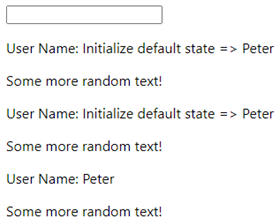 User Name: Initialize default state => Peter
Some more random text!
User Name: Initialize default state => Peter
Some more random text!
User Name: Peter
Some more random text!